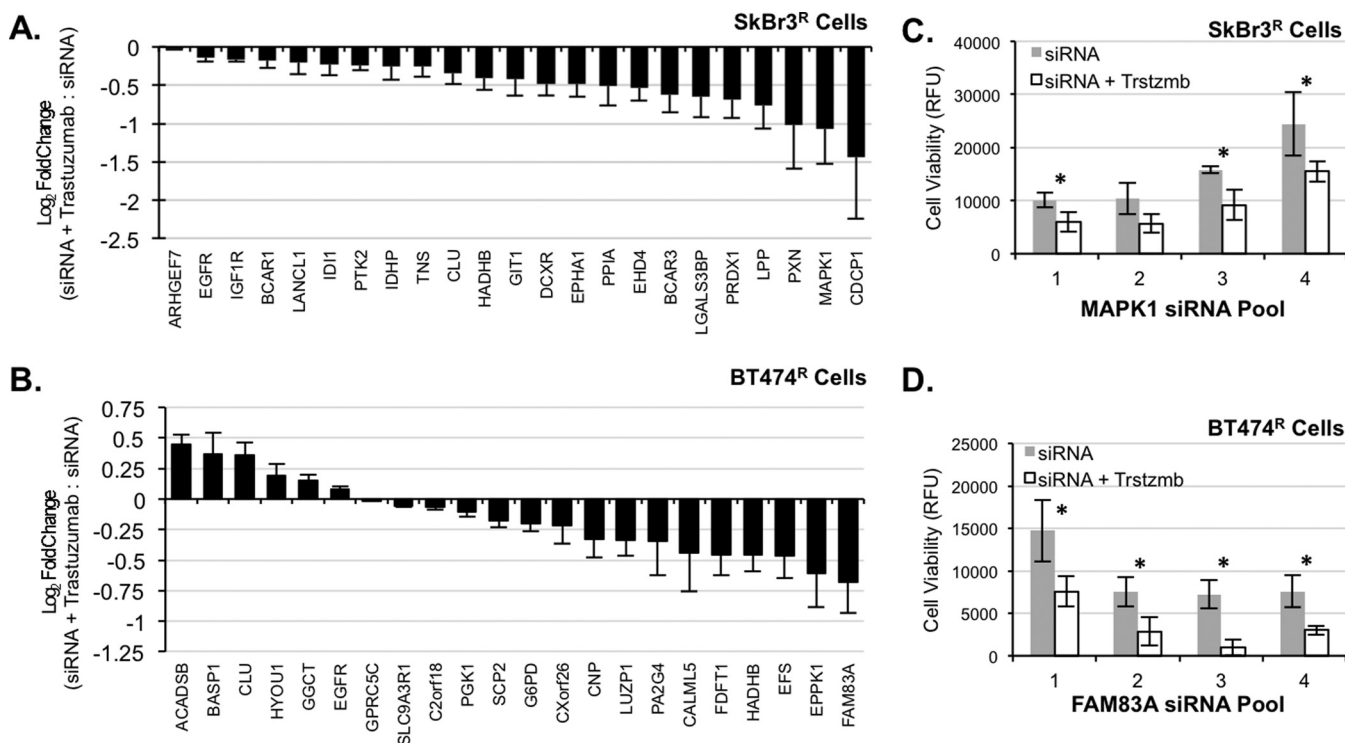 A.
SkBr3ᴿ Cells
Log₂ FoldChange
(siRNA + Trastuzumab : siRNA)
0
-0.5
-1
-1.5
-2
-2.5
ARHGEF7
EGFR
IGF1R
BCAR1
LANCL1
IDI1
PTK2
IDHP
TNS
CLU
HADHB
GIT1
DCXR
EPHA1
PPIA
EHD4
BCAR3
LGALS3BP
PRDX1
LPP
PXN
MAPK1
CDCP1
B.
BT474ᴿ Cells
Log₂ FoldChange
(siRNA + Trastuzumab : siRNA)
0.75
0.5
0.25
0
-0.25
-0.5
-0.75
-1
-1.25
ACADSB
BASP1
CLU
HYOU1
GGCT
EGFR
GPRC5C
SLC9A3R1
C2orf18
PGK1
SCP2
G6PD
CXorf26
CNP
LUZP1
PA2G4
CALML5
FDFT1
HADHB
EFS
EPPK1
FAM83A
C.
SkBr3ᴿ Cells
siRNA
siRNA + Trstzmb
Cell Viability (RFU)
40000
30000
20000
10000
0
* * *
1 2 3 4
MAPK1 siRNA Pool
D.
BT474ᴿ Cells
siRNA
siRNA + Trstzmb
Cell Viability (RFU)
25000
20000
15000
10000
5000
0
* * * *
1 2 3 4
FAM83A siRNA Pool